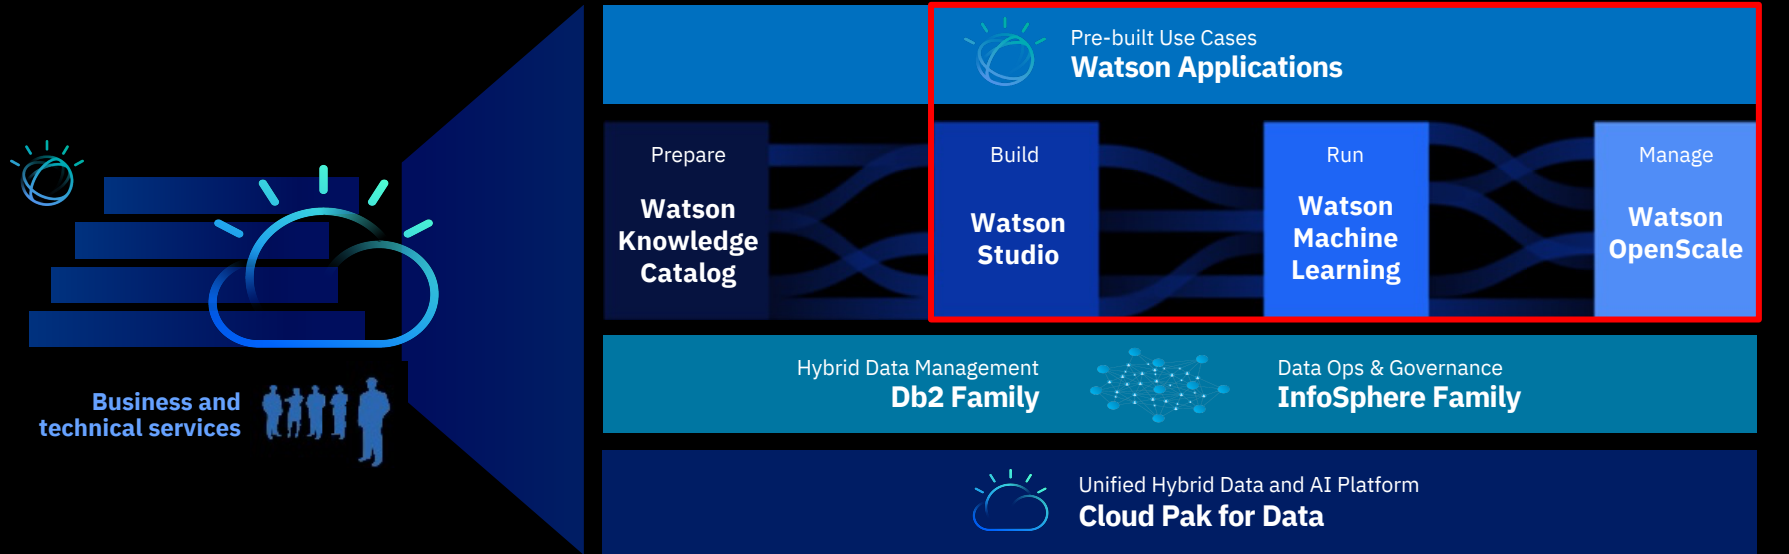 Pre-built Use Cases
Watson Applications
Prepare
Watson
Knowledge
Catalog
Build
Watson
Studio
Run
Watson
Machine
Learning
Manage
Watson
OpenScale
Business and
technical services
Hybrid Data Management
Db2 Family
Data Ops & Governance
InfoSphere Family
Unified Hybrid Data and AI Platform
Cloud Pak for Data